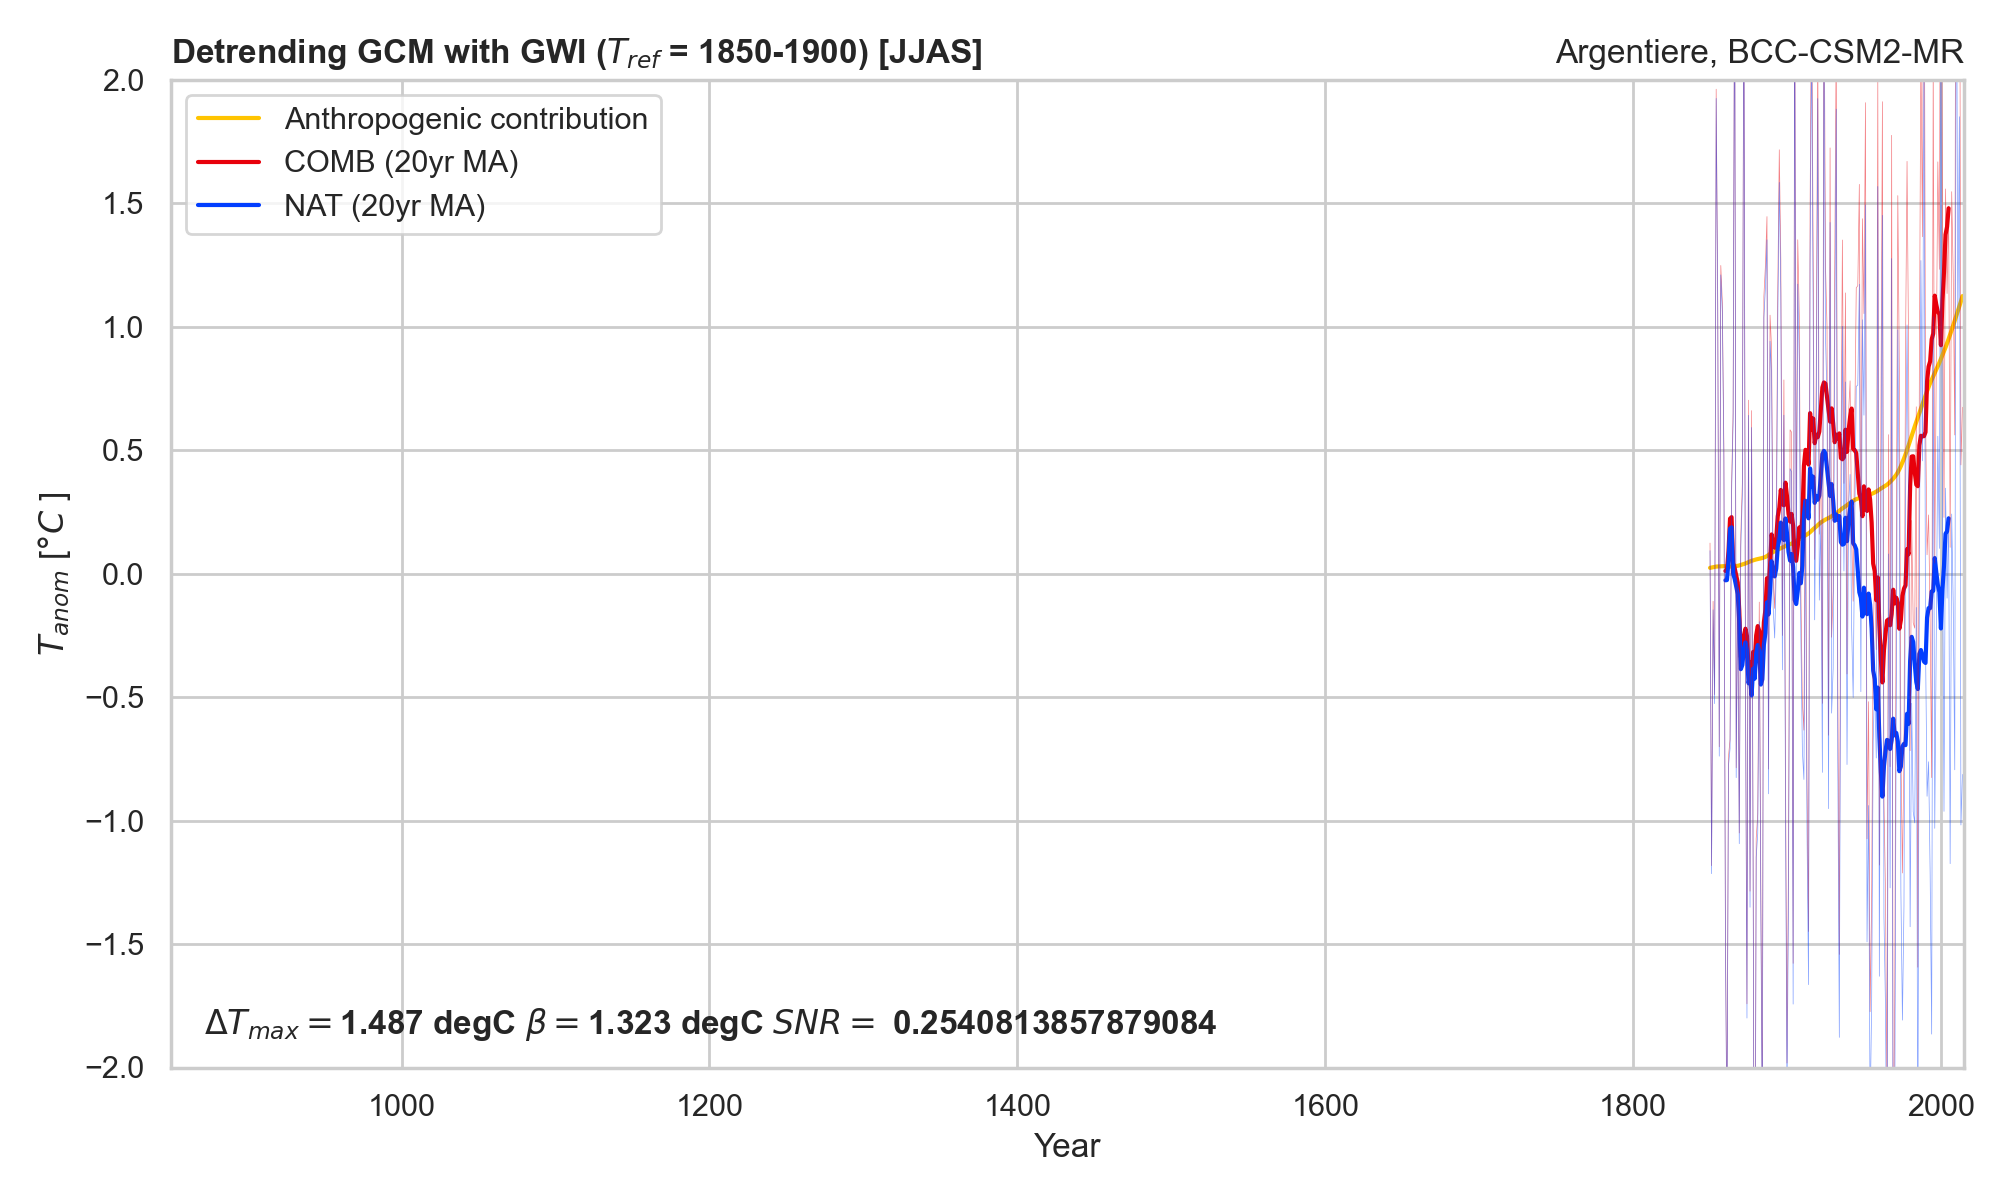 Detrending GCM with GWI (T_ref = 1850-1900) [JJAS]
Argentiere, BCC-CSM2-MR
Anthropogenic contribution
COMB (20yr MA)
NAT (20yr MA)
2.0
1.5
1.0
0.5
0.0
−0.5
−1.0
−1.5
−2.0
T_anom [°C]
ΔT_max = 1.487 degC β = 1.323 degC SNR = 0.2540813857879084
1000 1200 1400 1600 1800 2000
Year